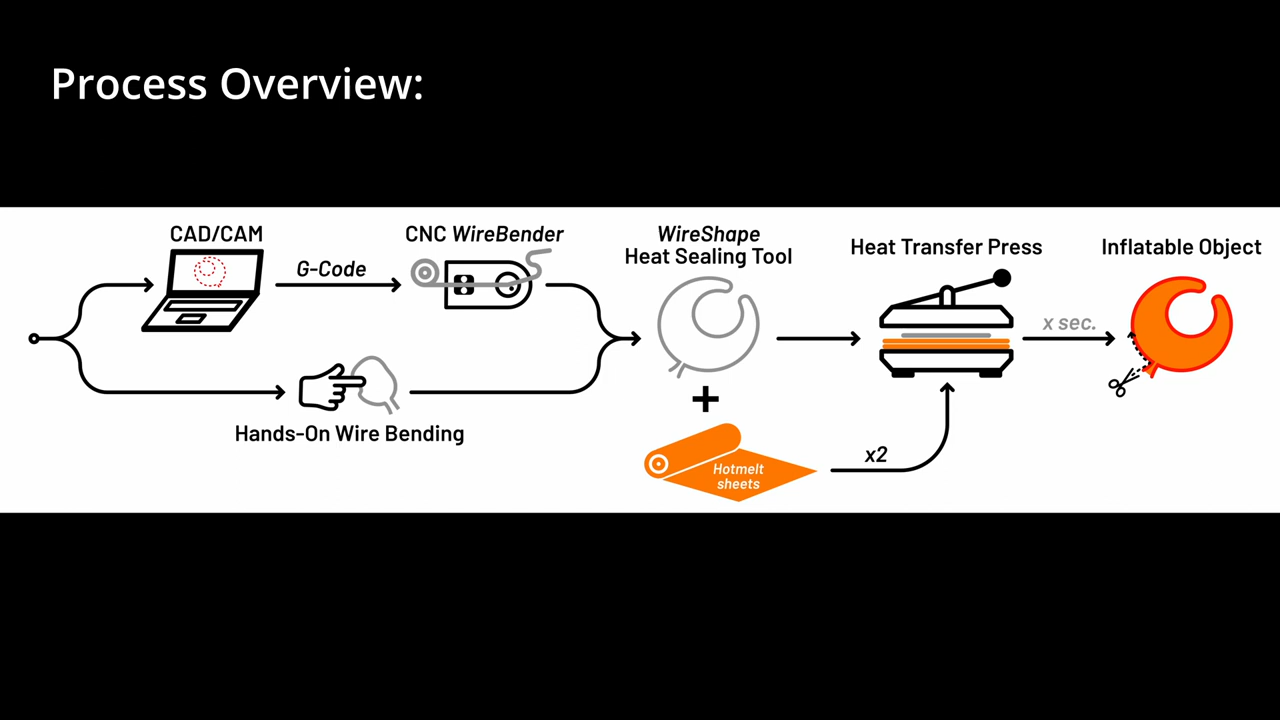 Process Overview:
CAD/CAM
G-Code
CNC WireBender
Hands-On Wire Bending
WireShape
Heat Sealing Tool
+
Hotmelt
sheets
x2
Heat Transfer Press
x sec.
Inflatable Object